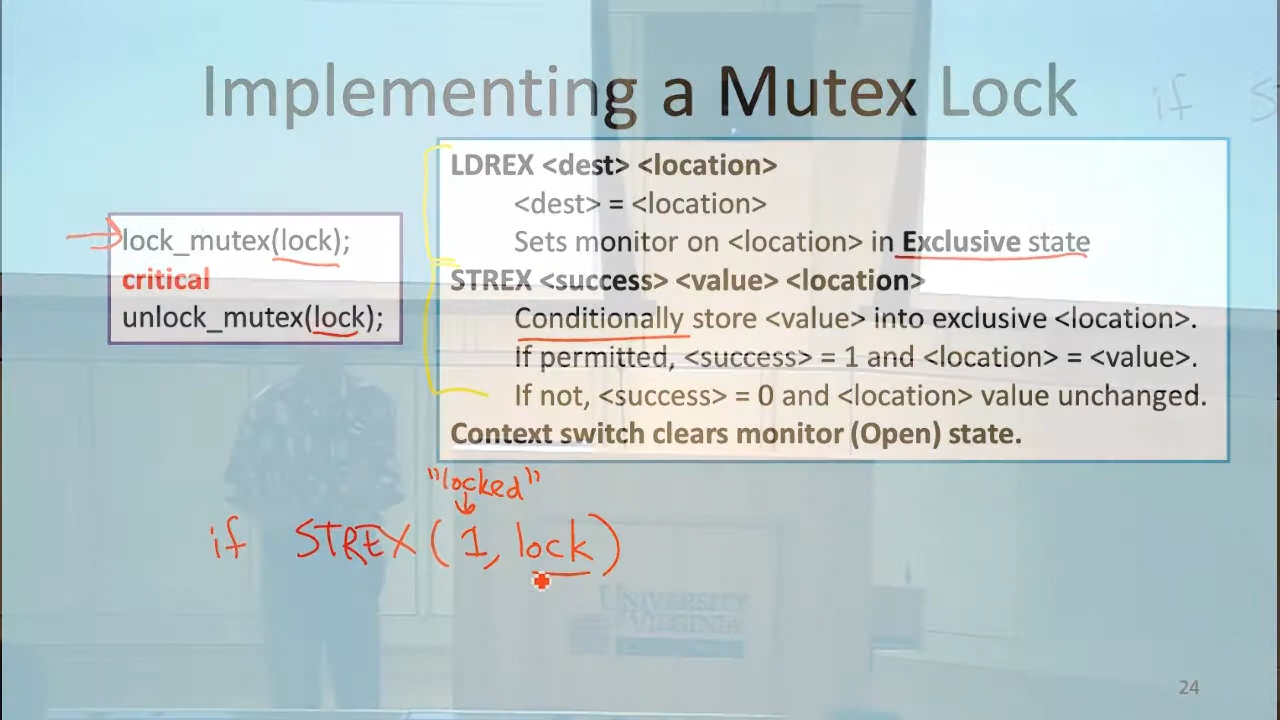 Implementing a Mutex Lock
if S
LDREX <dest> <location>
<dest> = <location>
Sets monitor on <location> in Exclusive state
STREX <success> <value> <location>
Conditionally store <value> into exclusive <location>.
If permitted, <success> = 1 and <location> = <value>.
If not, <success> = 0 and <location> value unchanged.
Context switch clears monitor (Open) state.
lock_mutex(lock);
critical
unlock_mutex(lock);
"locked"
if STREX (1, lock)
UNIVERSITY
VIRGINIA
24